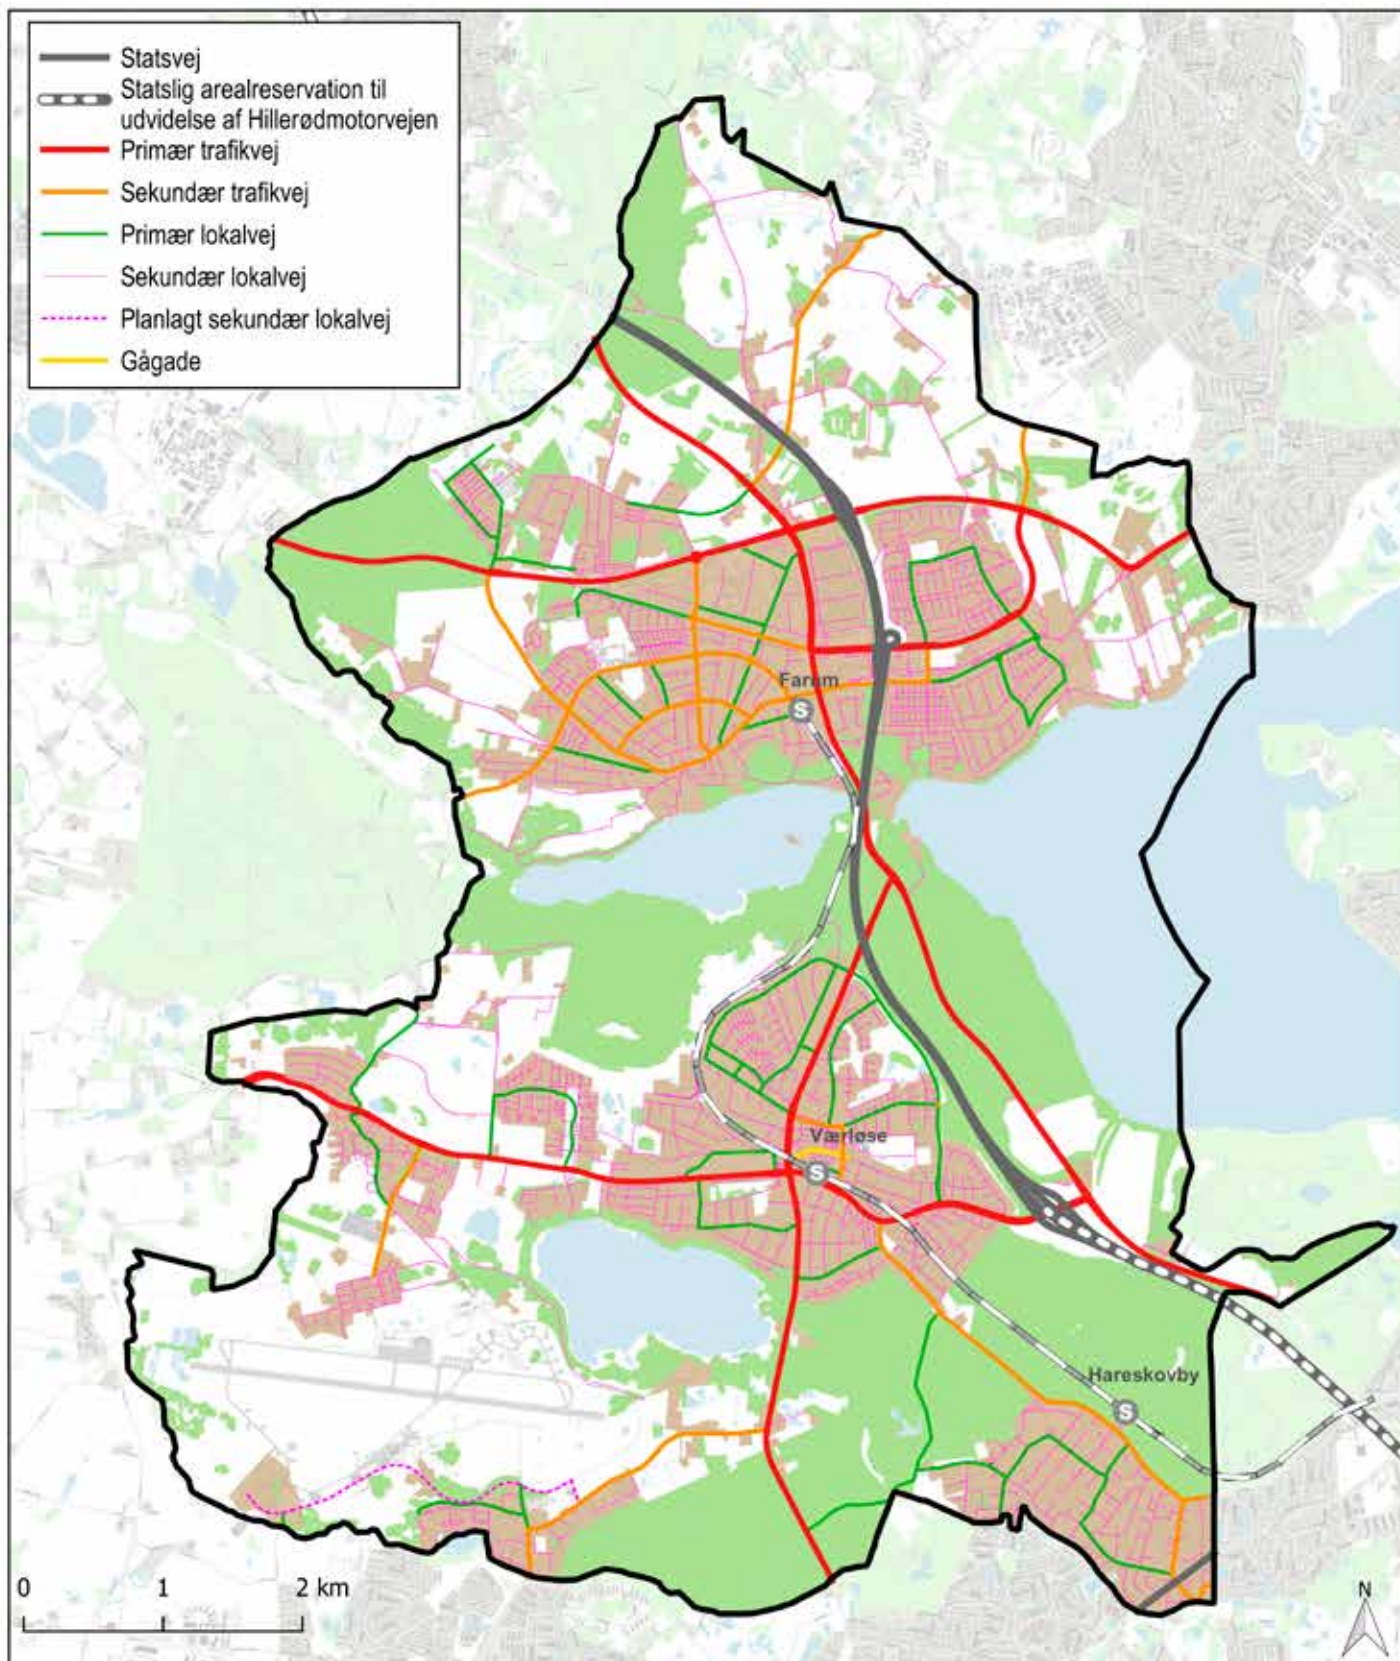 Statsvej
Statslig arealreservation til
udvidelse af Hillerødmotorvejen
Primær trafikvej
Sekundær trafikvej
Primær lokalvej
Sekundær lokalvej
Planlagt sekundær lokalvej
Gågade
Farum
S
Værløse
S
Hareskovby
S
0 1 2 km
N